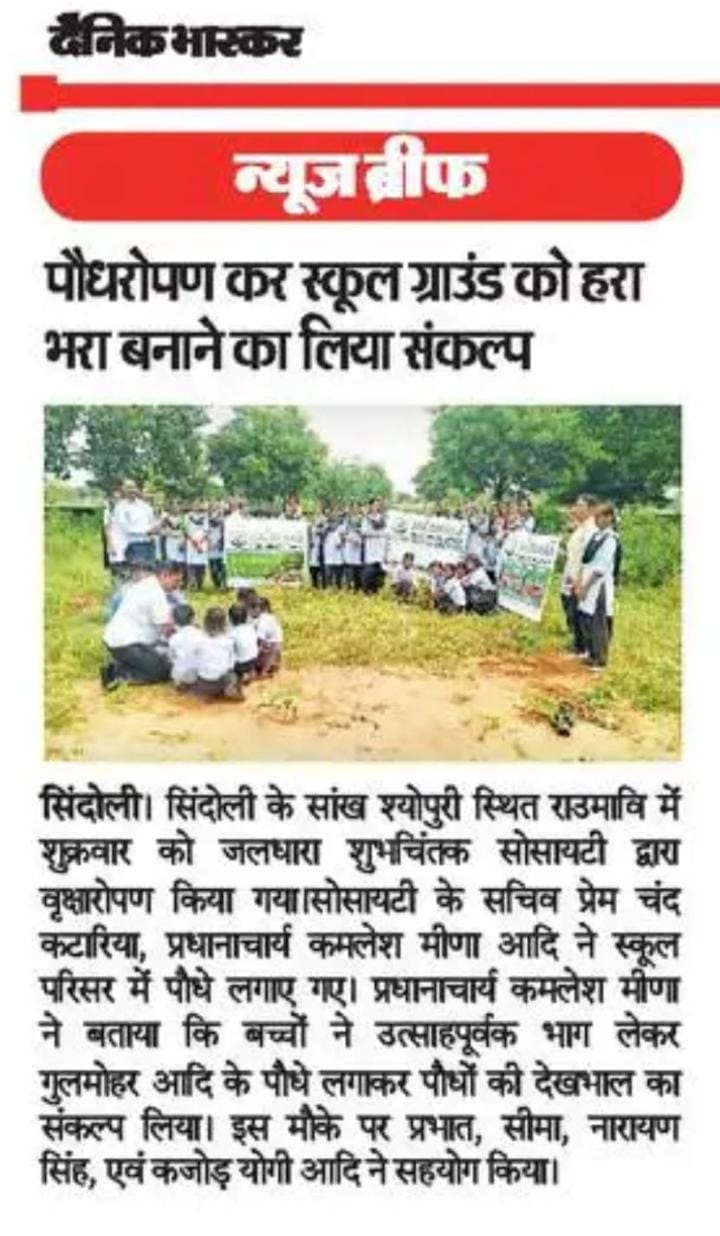 दैनिक भास्कर
न्यूज ब्रीफ
पौधरोपण कर स्कूल ग्राउंड को हरा
भरा बनाने का लिया संकल्प
सिंदोली। सिंदोली के सांख श्योपुरी स्थित राउमावि में
शुक्रवार को जलधारा शुभचिंतक सोसायटी द्वारा
वृक्षारोपण किया गया।सोसायटी के सचिव प्रेम चंद
कटारिया, प्रधानाचार्य कमलेश मीणा आदि ने स्कूल
परिसर में पौधे लगाए गए। प्रधानाचार्य कमलेश मीणा
ने बताया कि बच्चों ने उत्साहपूर्वक भाग लेकर
गुलमोहर आदि के पौधे लगाकर पौधों की देखभाल का
संकल्प लिया। इस मौके पर प्रभात, सीमा, नारायण
सिंह, एवं कजोड़ योगी आदि ने सहयोग किया।